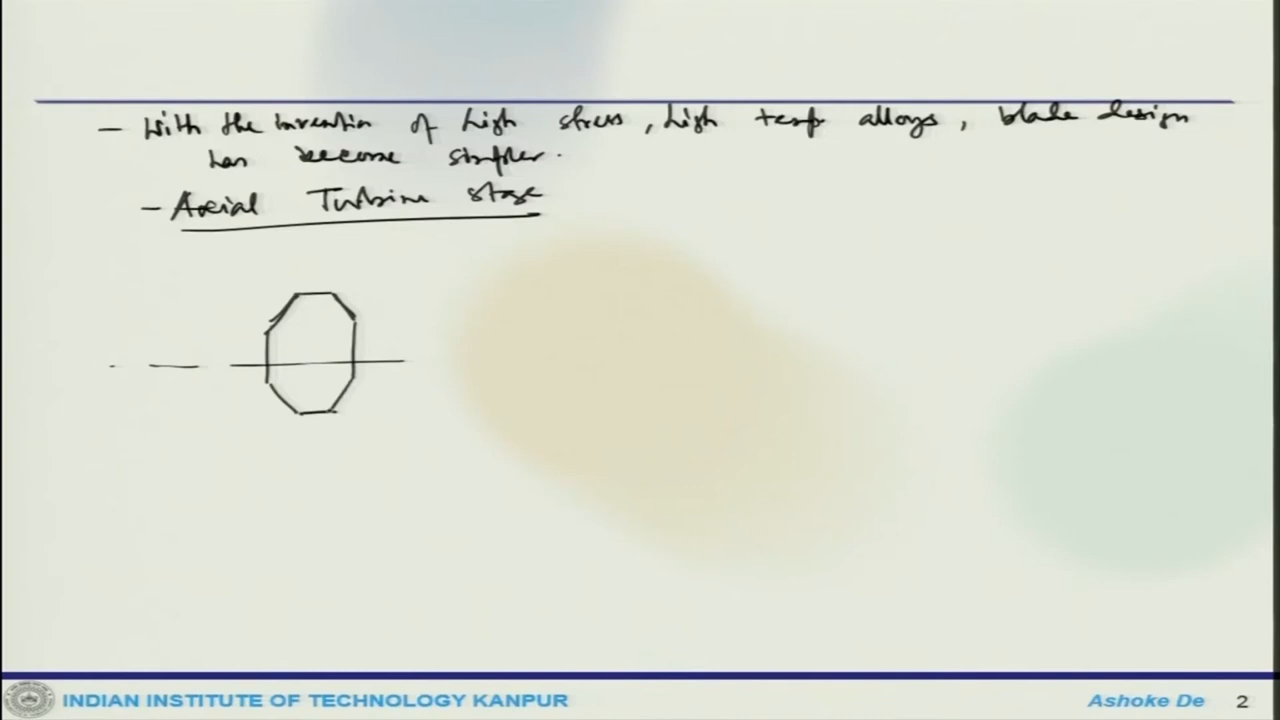 - With the invention of high stress, high temp alloys, blade design
has become simpler.
- Axial Turbine stage
INDIAN INSTITUTE OF TECHNOLOGY KANPUR
Ashoke De 2